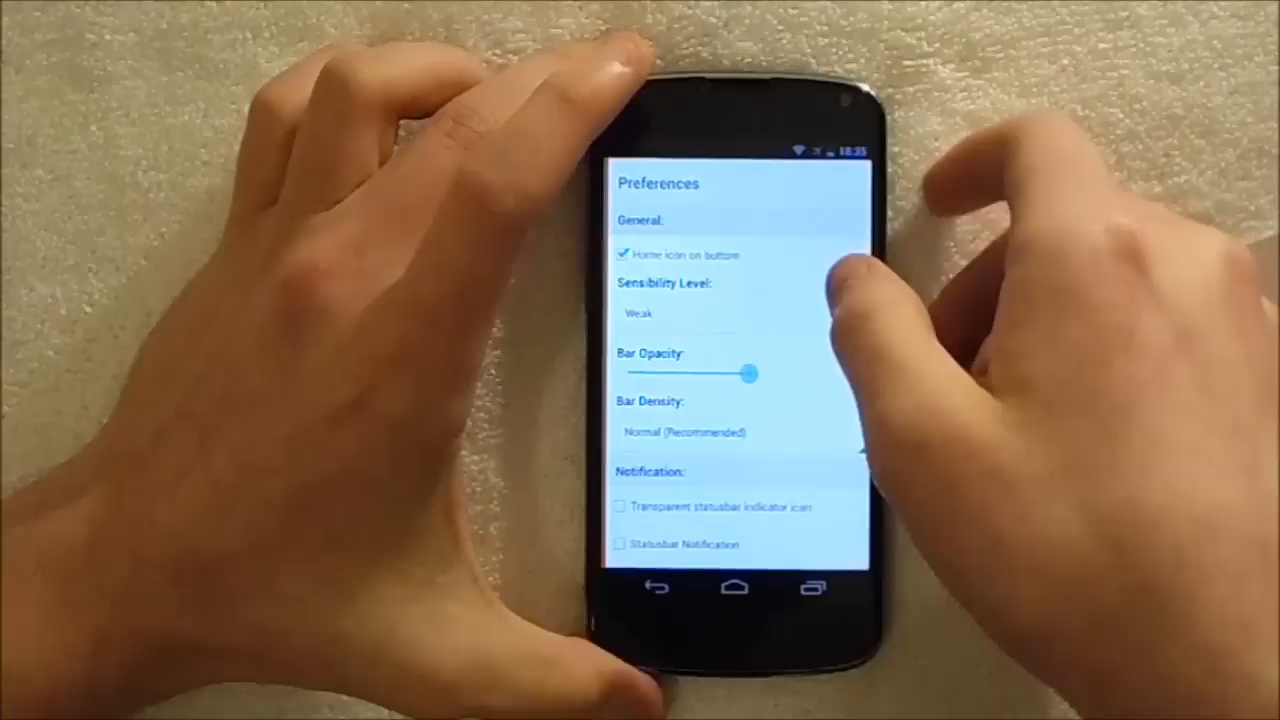 18:35
Preferences
General:
Home icon on bottom
Sensibility Level:
Weak
Bar Opacity:
Bar Density:
Normal (Recommended)
Notification:
Transparent statusbar indicator icon
Statusbar Notification